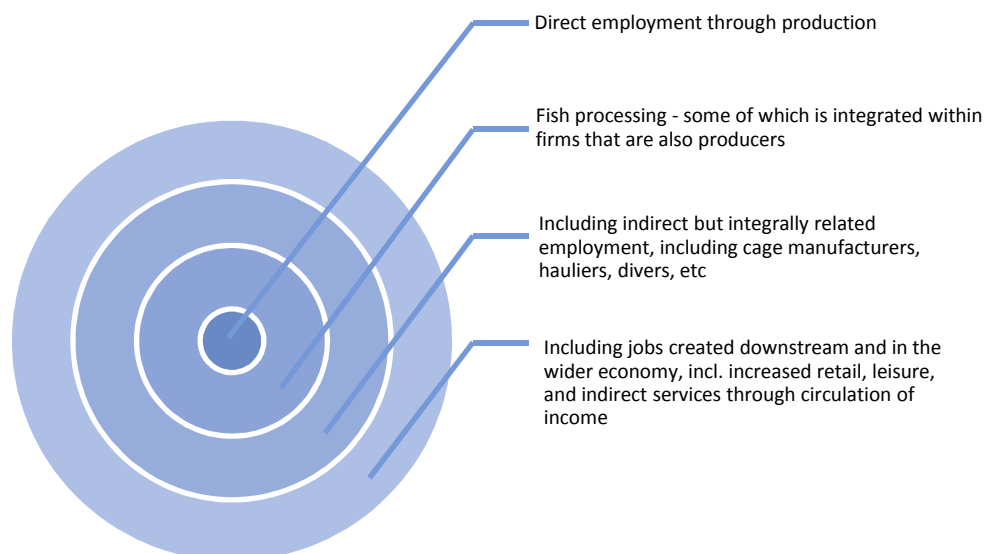 Direct employment through production
Fish processing - some of which is integrated within
firms that are also producers
Including indirect but integrally related
employment, including cage manufacturers,
hauliers, divers, etc
Including jobs created downstream and in the
wider economy, incl. increased retail, leisure,
and indirect services through circulation of
income